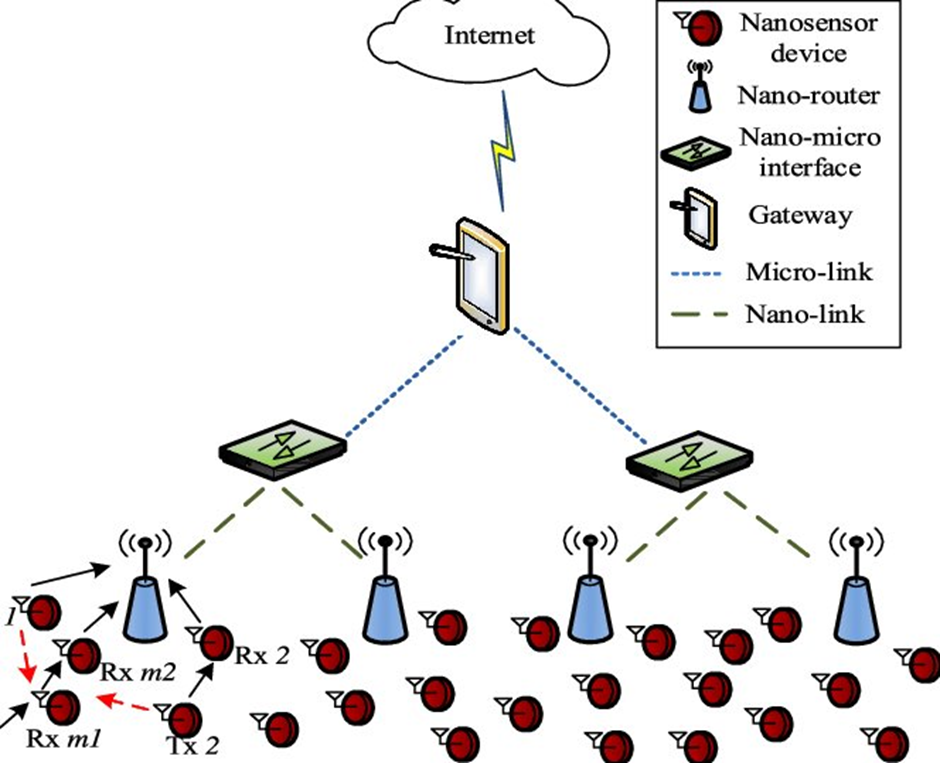 Internet
Nanosensor
device
Nano-router
Nano-micro
interface
Gateway
Micro-link
Nano-link
1
Rx 2
Rx m2
Rx m1
Tx 2